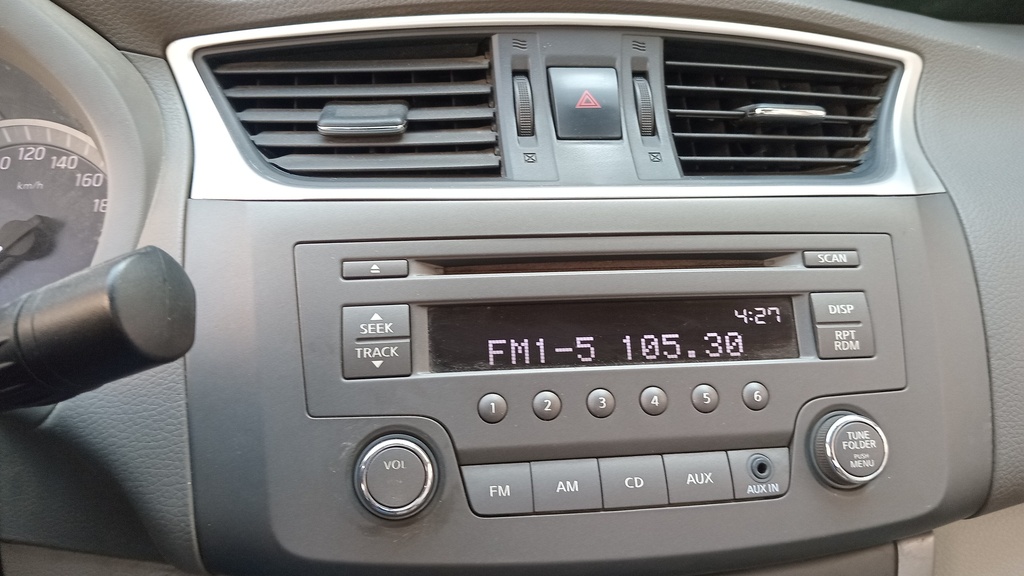 120
140
160
km/h
SCAN
SEEK
TRACK
4:27
FM1-5 105.30
DISP
RPT
RDM
1 2 3 4 5 6
VOL
FM AM CD AUX
AUX IN
TUNE
FOLDER
PUSH
MENU